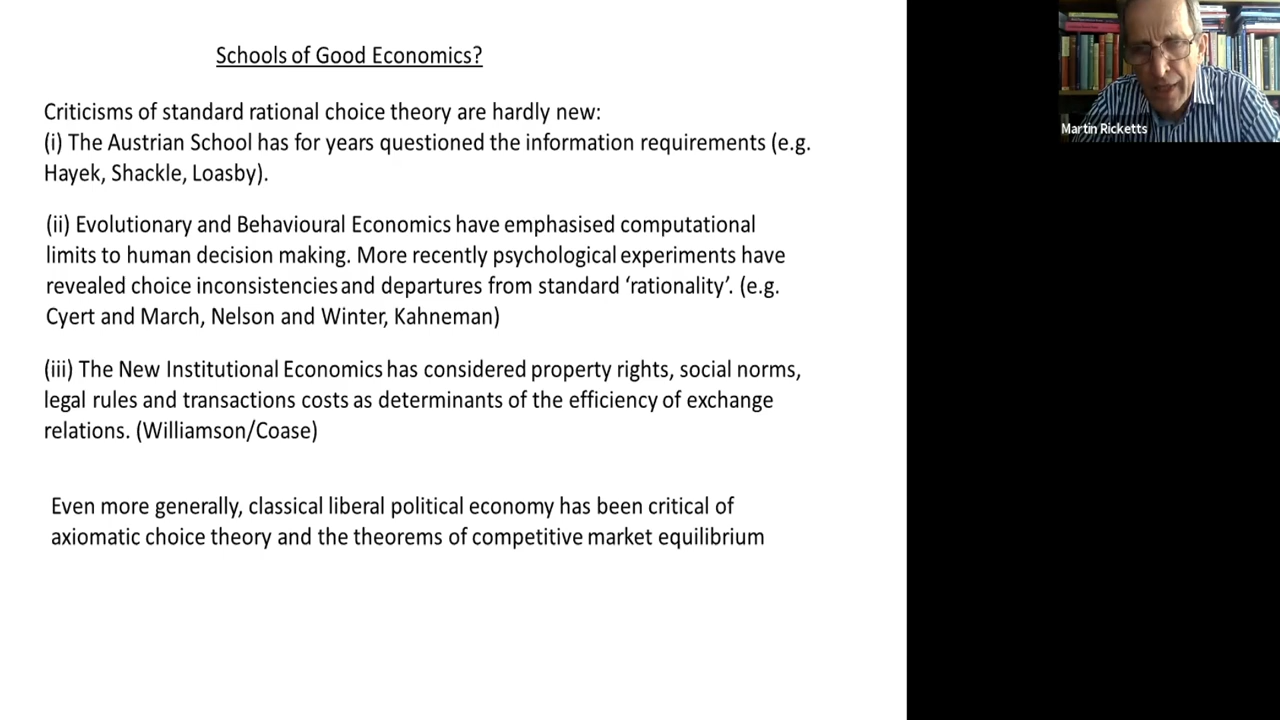 Schools of Good Economics?
Criticisms of standard rational choice theory are hardly new:
(i) The Austrian School has for years questioned the information requirements (e.g.
Hayek, Shackle, Loasby).
(ii) Evolutionary and Behavioural Economics have emphasised computational
limits to human decision making. More recently psychological experiments have
revealed choice inconsistencies and departures from standard ‘rationality’. (e.g.
Cyert and March, Nelson and Winter, Kahneman)
(iii) The New Institutional Economics has considered property rights, social norms,
legal rules and transactions costs as determinants of the efficiency of exchange
relations. (Williamson/Coase)
Even more generally, classical liberal political economy has been critical of
axiomatic choice theory and the theorems of competitive market equilibrium
Martin Ricketts